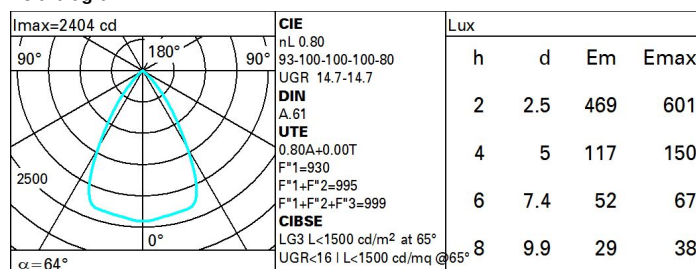 Imax=2404 cd
90° 180° 90°
2500
0°
α=64°
CIE
nL 0.80
93-100-100-100-80
UGR 14.7-14.7
DIN
A.61
UTE
0.80A+0.00T
F"1=930
F"1+F"2=995
F"1+F"2+F"3=999
CIBSE
LG3 L<1500 cd/m² at 65°
UGR<16 | L<1500 cd/mq @65°
Lux
h d Em Emax
2 2.5 469 601
4 5 117 150
6 7.4 52 67
8 9.9 29 38